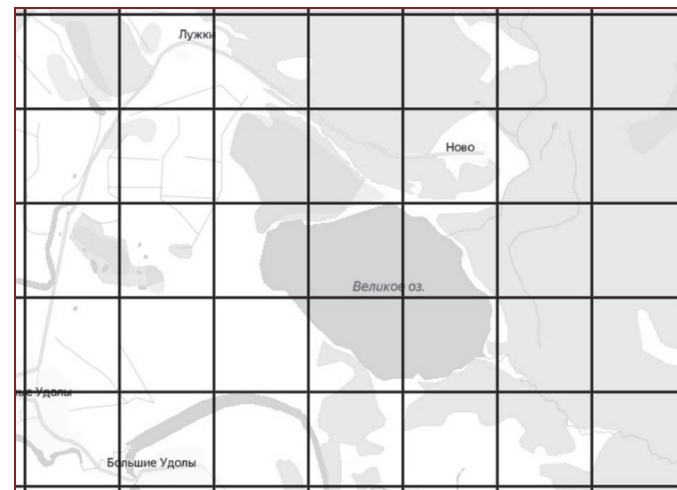 Лужки
Ново
Великое оз.
ые Удолы
Большие Удолы